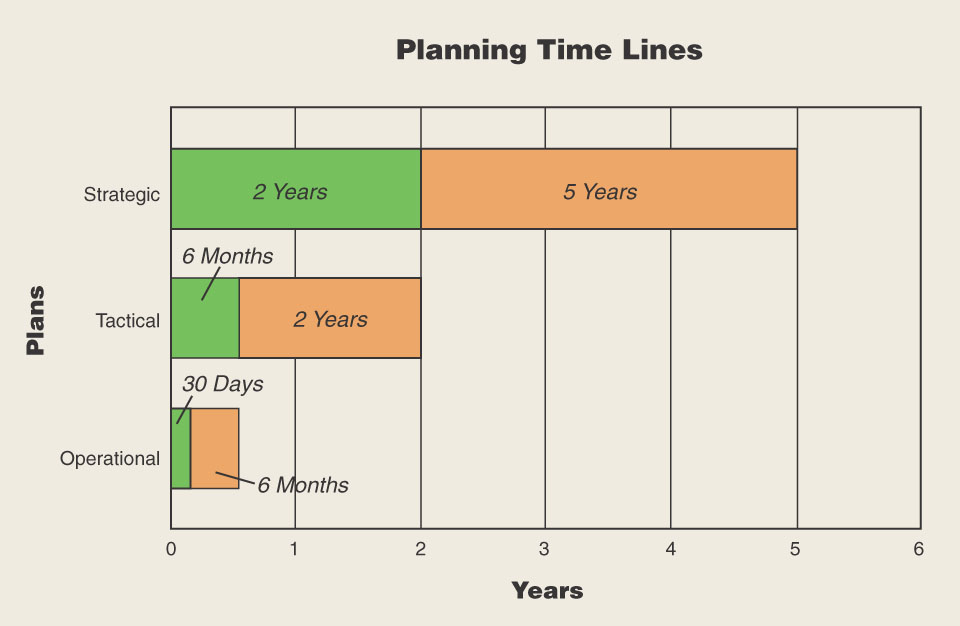 Planning Time Lines
Plans
Strategic
2 Years
5 Years
6 Months
Tactical
2 Years
30 Days
Operational
6 Months
0 1 2 3 4 5 6
Years